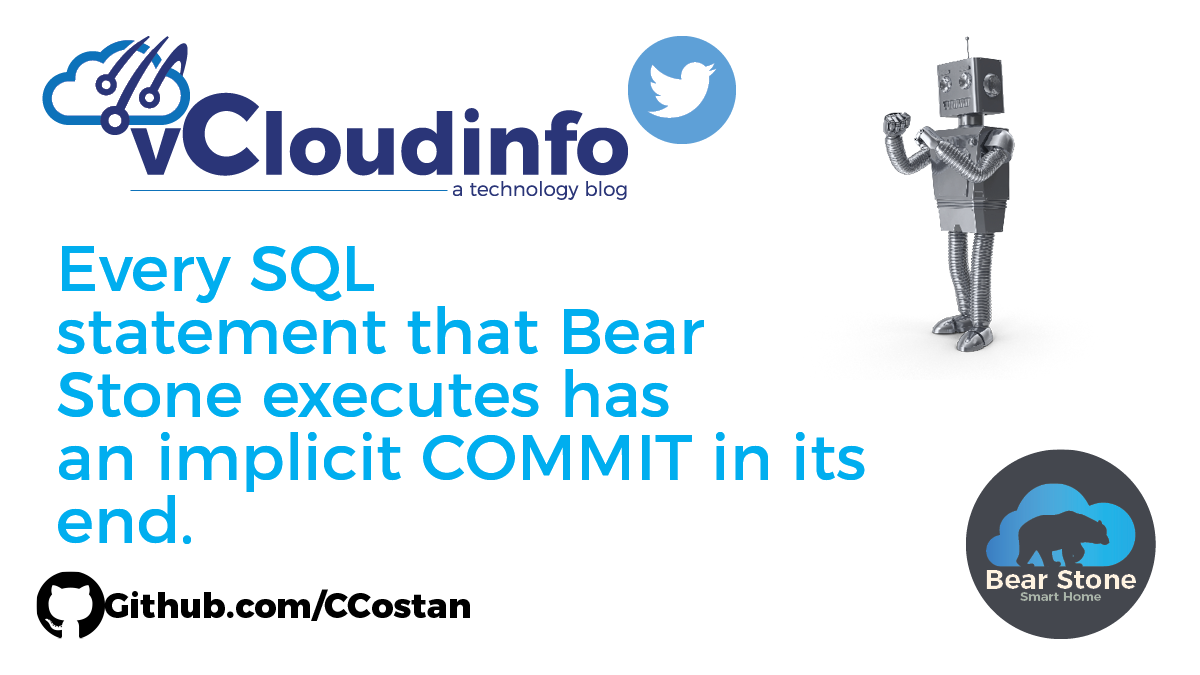 vCloudinfo
a technology blog
Every SQL
statement that Bear
Stone executes has
an implicit COMMIT in its
end.
Github.com/CCostan
Bear Stone
Smart Home